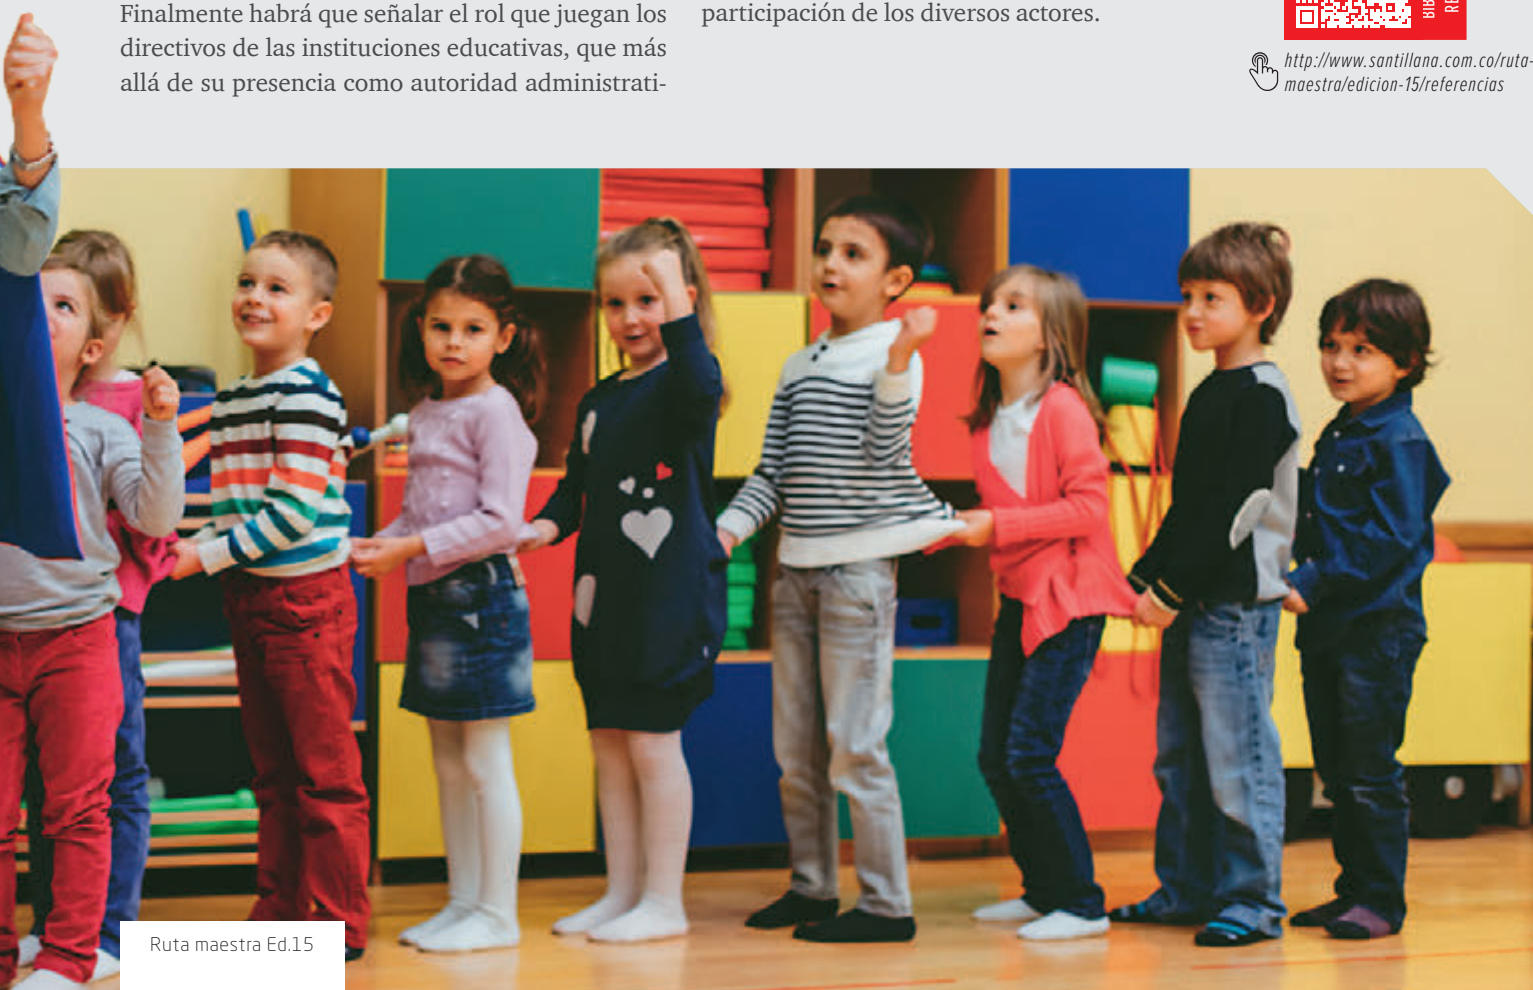 Finalmente habrá que señalar el rol que juegan los
directivos de las instituciones educativas, que más
allá de su presencia como autoridad administrati-
participación de los diversos actores.
http://www.santillana.com.co/ruta-
maestra/edicion-15/referencias
Ruta maestra Ed.15